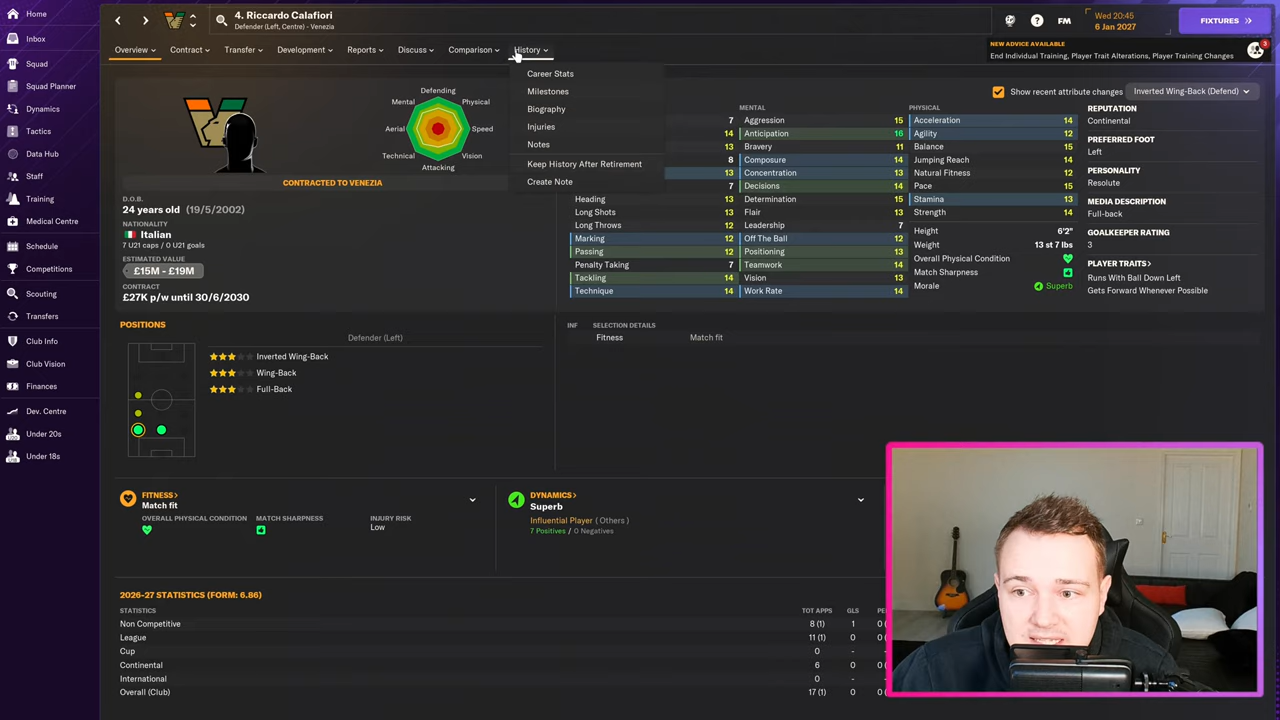 Home
Inbox
Squad
Squad Planner
Dynamics
Tactics
Data Hub
Staff
Training
Medical Centre
Schedule
Competitions
Scouting
Transfers
Club Info
Club Vision
Finances
Dev. Centre
Under 20s
Under 18s
4. Riccardo Calafiori
Defender (Left, Centre) - Venezia
FM
Wed 20:45
6 Jan 2027
FIXTURES
Overview
Contract
Transfer
Development
Reports
Discuss
Comparison
History
NEW ADVICE AVAILABLE
End Individual Training, Player Trait Alterations, Player Training Changes
3
Career Stats
Milestones
Biography
Injuries
Notes
Keep History After Retirement
Create Note
Show recent attribute changes
Inverted Wing-Back (Defend)
Defending
Physical
Speed
Vision
Attacking
Technical
Aerial
Mental
CONTRACTED TO VENEZIA
D.O.B.
24 years old (19/5/2002)
NATIONALITY
Italian
7 U21 caps / 0 U21 goals
ESTIMATED VALUE
£15M - £19M
CONTRACT
£27K p/w until 30/6/2030
7
14
13
8
13
7
Heading 13
Long Shots 13
Long Throws 12
Marking 12
Passing 12
Penalty Taking 7
Tackling 14
Technique 14
MENTAL
Aggression 15
Anticipation 16
Bravery 11
Composure 14
Concentration 13
Decisions 14
Determination 15
Flair 13
Leadership 7
Off The Ball 12
Positioning 13
Teamwork 14
Vision 13
Work Rate 14
PHYSICAL
Acceleration 14
Agility 12
Balance 15
Jumping Reach 14
Natural Fitness 12
Pace 15
Stamina 13
Strength 14
Height 6'2"
Weight 13 st 7 lbs
Overall Physical Condition
Match Sharpness
Morale Superb
REPUTATION
Continental
PREFERRED FOOT
Left
PERSONALITY
Resolute
MEDIA DESCRIPTION
Full-back
GOALKEEPER RATING
3
PLAYER TRAITS
Runs With Ball Down Left
Gets Forward Whenever Possible
POSITIONS
Defender (Left)
Inverted Wing-Back
Wing-Back
Full-Back
INF SELECTION DETAILS
Fitness Match fit
FITNESS
Match fit
OVERALL PHYSICAL CONDITION
MATCH SHARPNESS
INJURY RISK
Low
DYNAMICS
Superb
Influential Player (Others)
7 Positives / 0 Negatives
2026-27 STATISTICS (FORM: 6.86)
STATISTICS TOT APPS GLS
Non Competitive 8 (1) 1
League 11 (1) 0
Cup 0 -
Continental 6 0
International 0 -
Overall (Club) 17 (1) 0